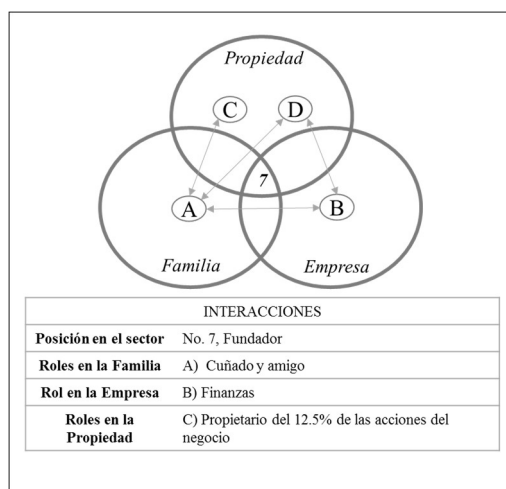 Propiedad
C D
7
A B
Familia Empresa
INTERACCIONES
Posición en el sector No. 7, Fundador
Roles en la Familia A) Cuñado y amigo
Rol en la Empresa B) Finanzas
Roles en la
Propiedad
C) Propietario del 12.5% de las acciones del
negocio